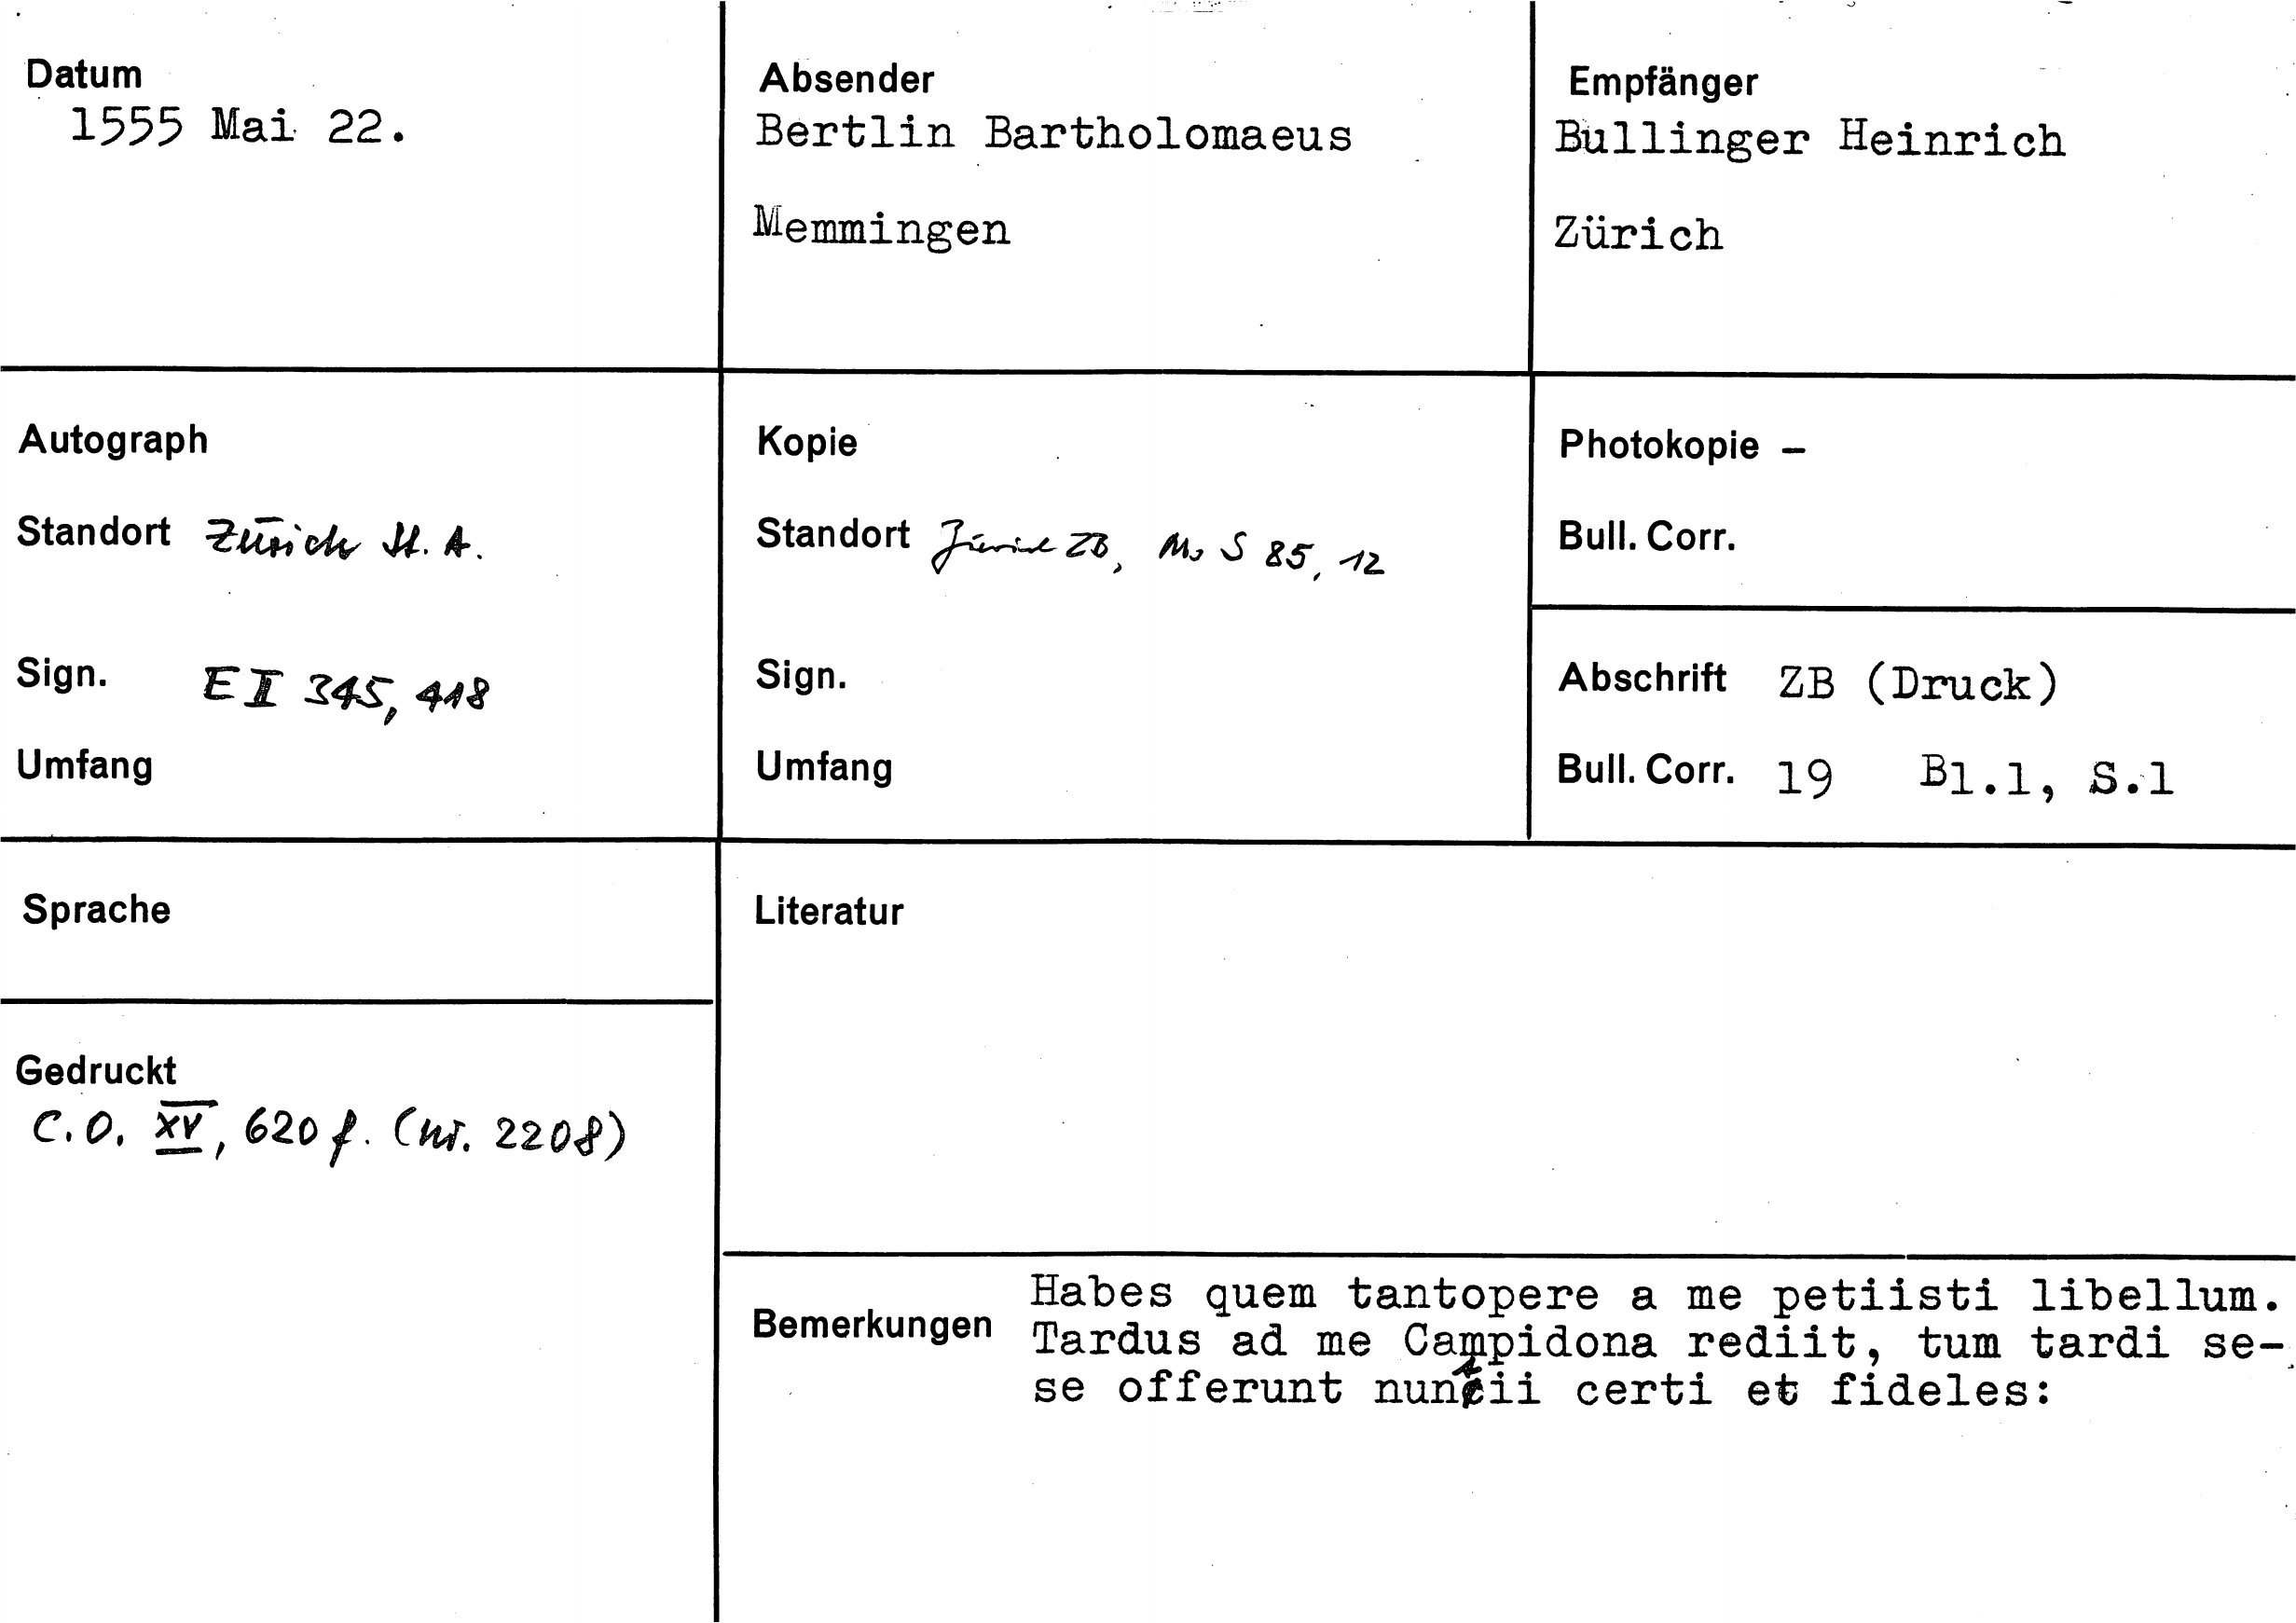 Datum
1555 Mai 22.
Absender
Bertlin Bartholomaeus
Memmingen
Empfänger
Bullinger Heinrich
Zürich
Autograph
Standort Zürich St. A.
Sign. E II 345, 418
Umfang
Kopie
Standort Zürich ZB, Ms S 85, 12
Sign.
Umfang
Photokopie –
Bull. Corr.
Abschrift ZB (Druck)
Bull. Corr. 19 Bl.1, S.1
Sprache
Literatur
Gedruckt
C.O. XV, 620 f. (Nr. 2208)
Bemerkungen
Habes quem tantopere a me petiisti libellum.
Tardus ad me Campidona rediit, tum tardi se-
se offerunt nuntii certi et fideles: